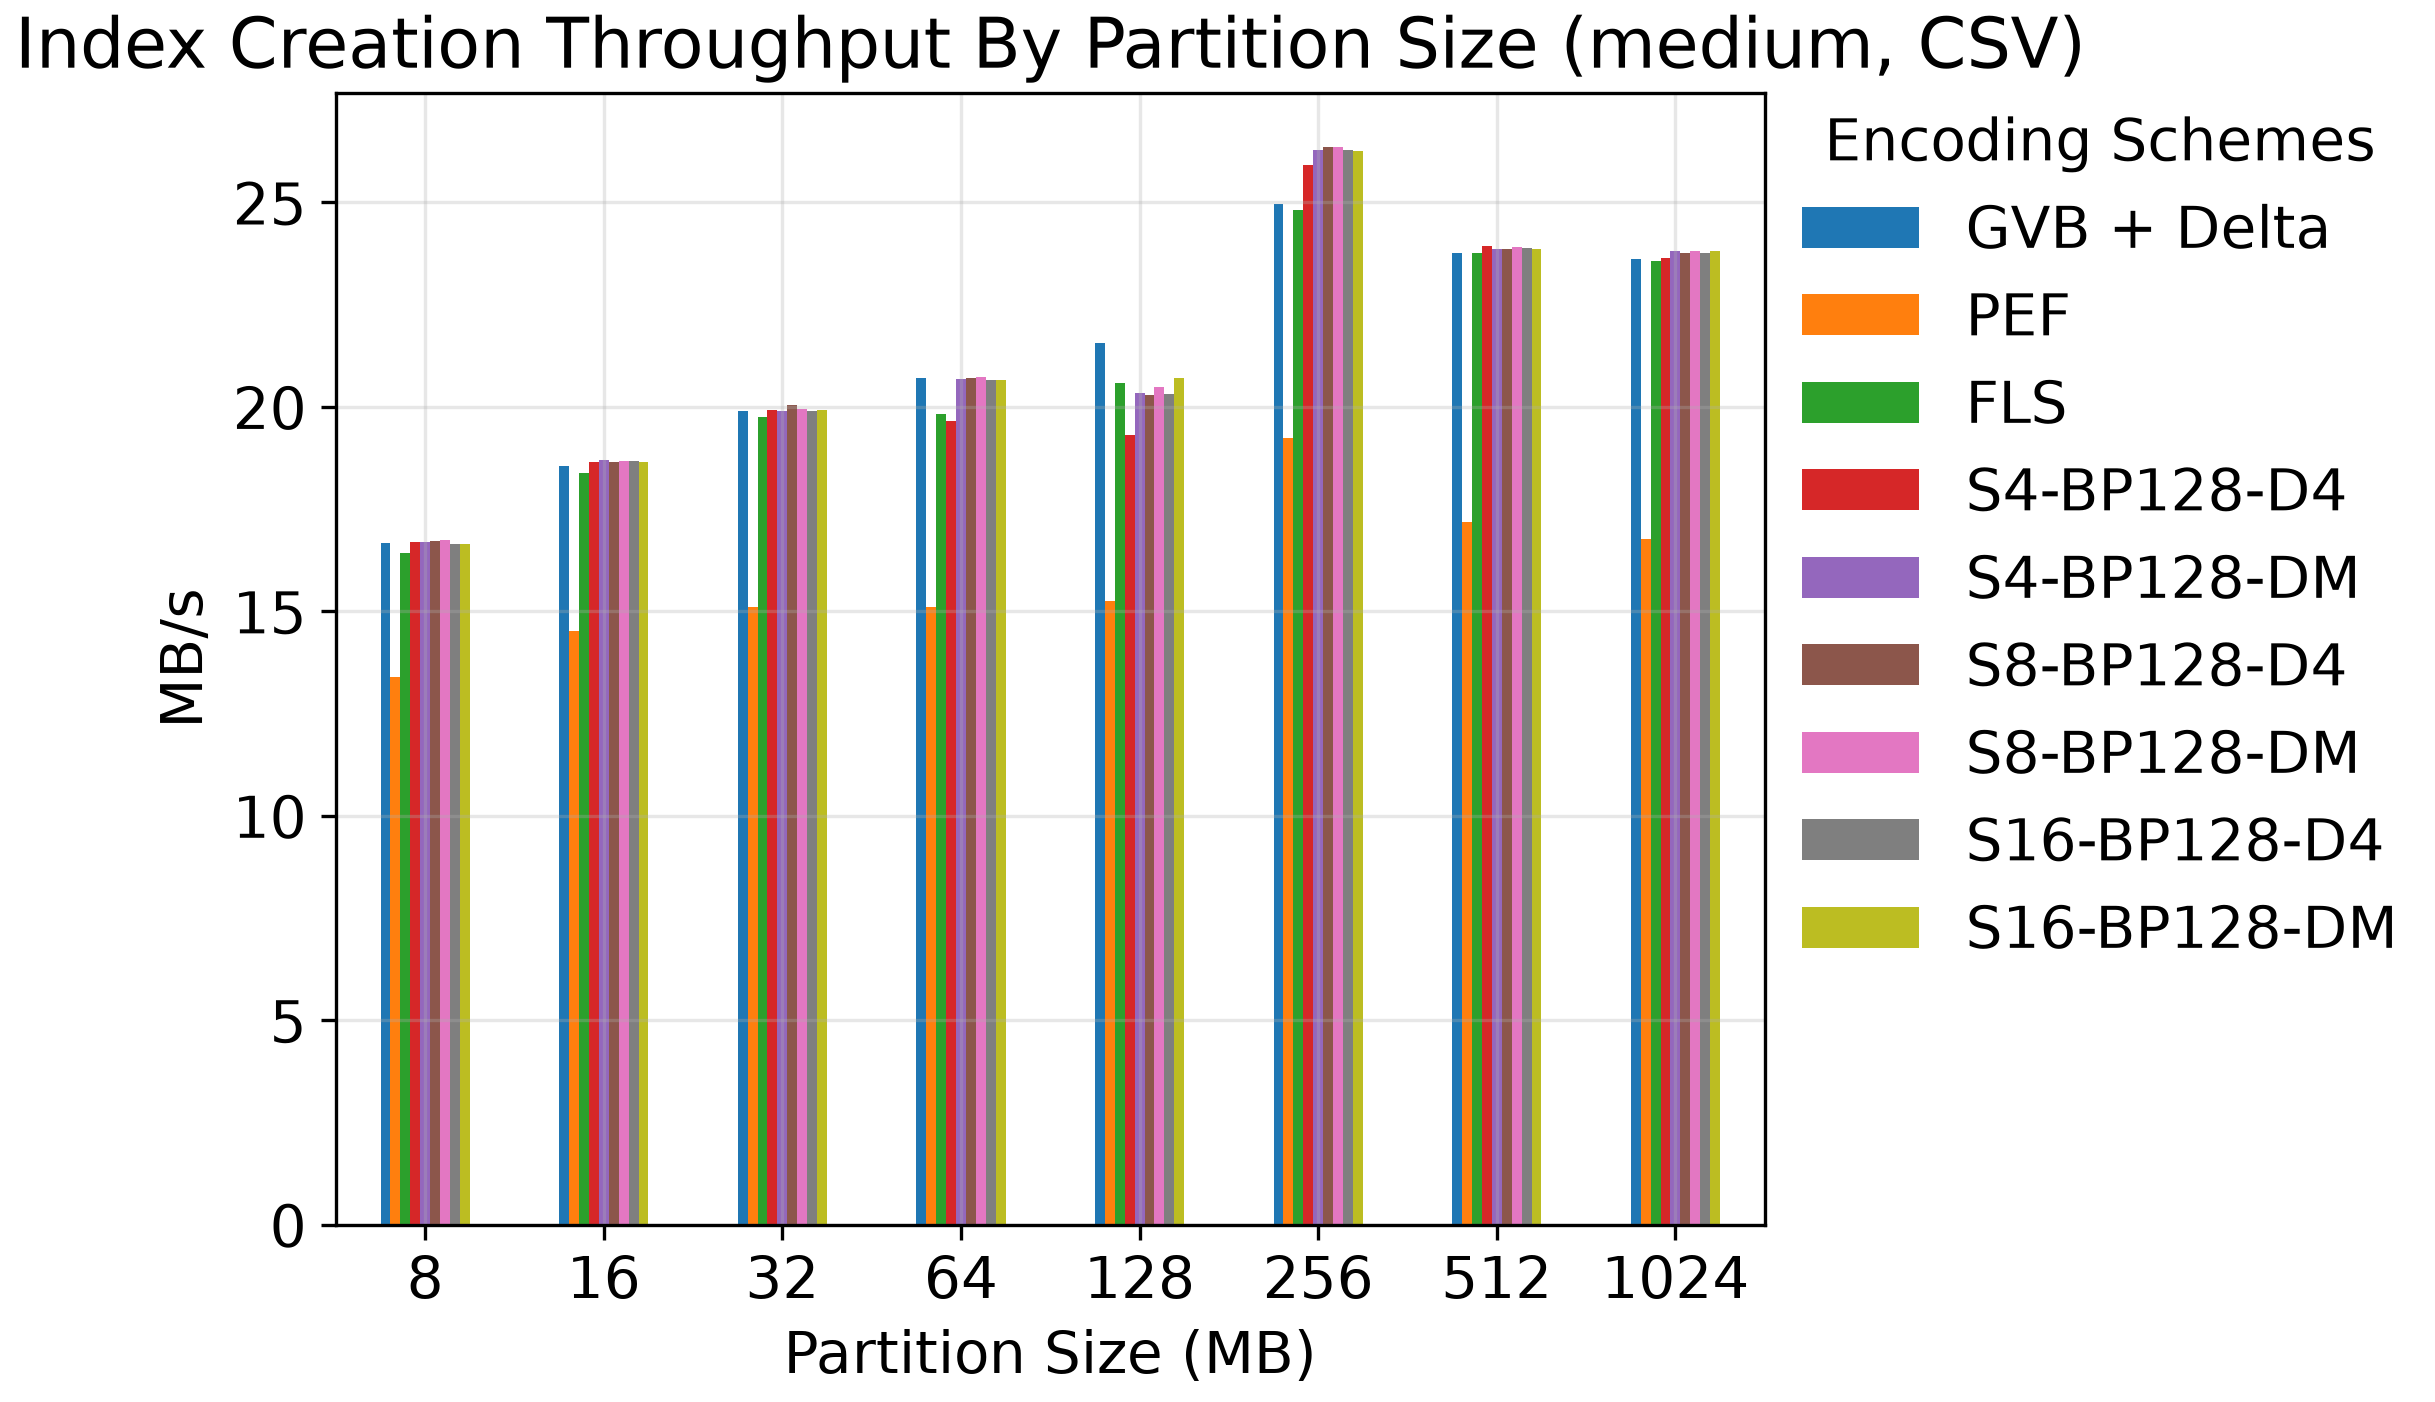 Index Creation Throughput By Partition Size (medium, CSV)
Encoding Schemes
GVB + Delta
PEF
FLS
S4-BP128-D4
S4-BP128-DM
S8-BP128-D4
S8-BP128-DM
S16-BP128-D4
S16-BP128-DM
MB/s
25
20
15
10
5
0
8 16 32 64 128 256 512 1024
Partition Size (MB)